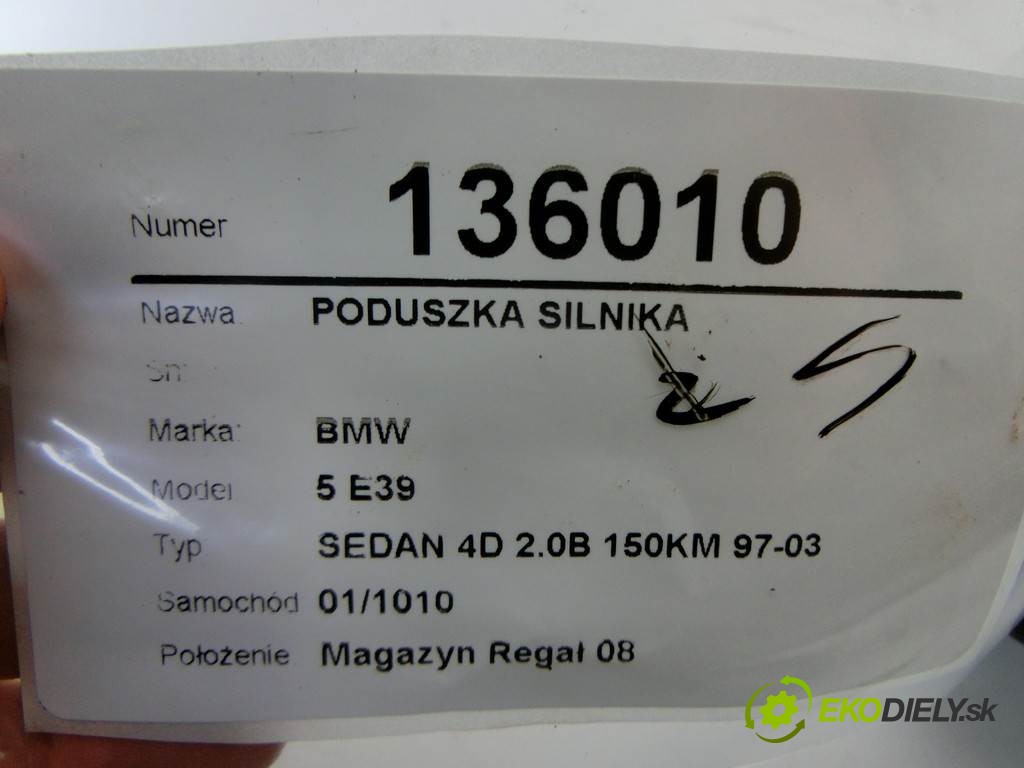 Numer 136010
Nazwa PODUSZKA SILNIKA
Sn:
Marka: BMW
Model 5 E39
Typ SEDAN 4D 2.0B 150KM 97-03
Samochód 01/1010
Położenie Magazyn Regał 08
EKODIELY.sk